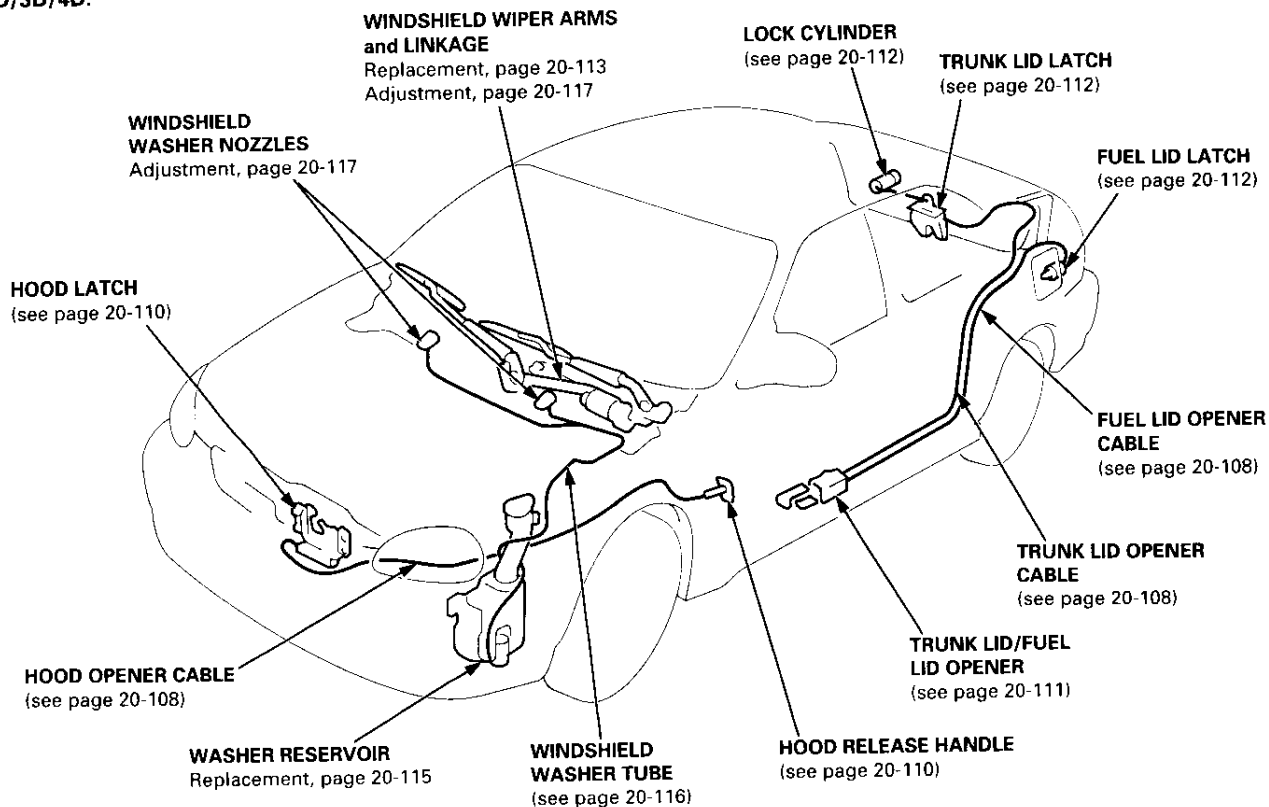 WINDSHIELD WIPER ARMS
and LINKAGE
Replacement, page 20-113
Adjustment, page 20-117
LOCK CYLINDER
(see page 20-112)
TRUNK LID LATCH
(see page 20-112)
WINDSHIELD
WASHER NOZZLES
Adjustment, page 20-117
FUEL LID LATCH
(see page 20-112)
HOOD LATCH
(see page 20-110)
FUEL LID OPENER
CABLE
(see page 20-108)
TRUNK LID OPENER
CABLE
(see page 20-108)
TRUNK LID/FUEL
LID OPENER
(see page 20-111)
HOOD OPENER CABLE
(see page 20-108)
WASHER RESERVOIR
Replacement, page 20-115
WINDSHIELD
WASHER TUBE
(see page 20-116)
HOOD RELEASE HANDLE
(see page 20-110)